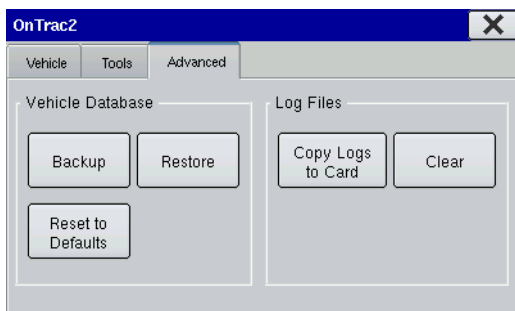 OnTrac2
Vehicle
Tools
Advanced
Vehicle Database
Backup
Restore
Reset to
Defaults
Log Files
Copy Logs
to Card
Clear